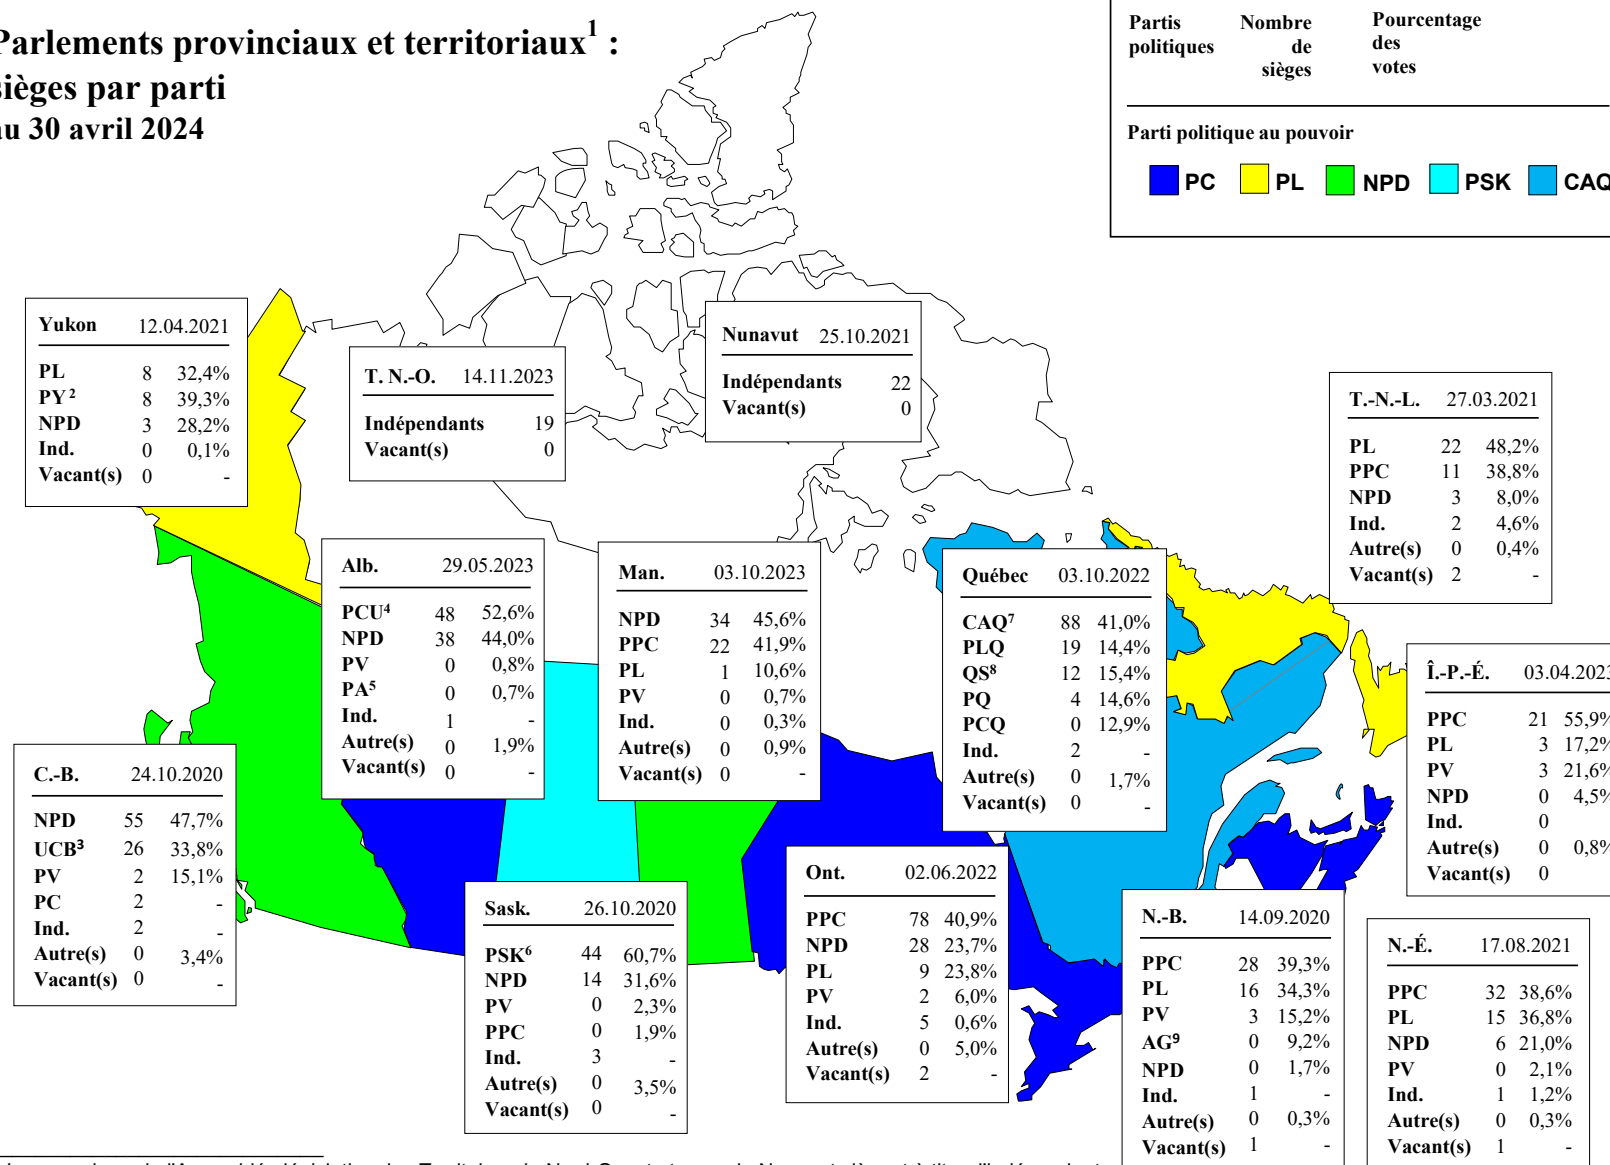 Parlements provinciaux et territoriaux¹ :
sièges par parti
au 30 avril 2024
Partis politiques Nombre de sièges Pourcentage des votes
Parti politique au pouvoir
PC PL NPD PSK CAQ
Yukon 12.04.2021
PL 8 32,4%
PY² 8 39,3%
NPD 3 28,2%
Ind. 0 0,1%
Vacant(s) 0 -
T. N.-O. 14.11.2023
Indépendants 19
Vacant(s) 0
Nunavut 25.10.2021
Indépendants 22
Vacant(s) 0
T.-N.-L. 27.03.2021
PL 22 48,2%
PPC 11 38,8%
NPD 3 8,0%
Ind. 2 4,6%
Autre(s) 0 0,4%
Vacant(s) 2 -
Alb. 29.05.2023
PCU⁴ 48 52,6%
NPD 38 44,0%
PV 0 0,8%
PA⁵ 0 0,7%
Ind. 1 -
Autre(s) 0 1,9%
Vacant(s) 0 -
Man. 03.10.2023
NPD 34 45,6%
PPC 22 41,9%
PL 1 10,6%
PV 0 0,7%
Ind. 0 0,3%
Autre(s) 0 0,9%
Vacant(s) 0 -
Québec 03.10.2022
CAQ⁷ 88 41,0%
PLQ 19 14,4%
QS⁸ 12 15,4%
PQ 4 14,6%
PCQ 0 12,9%
Ind. 2 -
Autre(s) 0 1,7%
Vacant(s) 0 -
Î.-P.-É. 03.04.2023
PPC 21 55,9%
PL 3 17,2%
PV 3 21,6%
NPD 0 4,5%
Ind. 0
Autre(s) 0 0,8%
Vacant(s) 0
C.-B. 24.10.2020
NPD 55 47,7%
UCB³ 26 33,8%
PV 2 15,1%
PC 2 -
Ind. 2 -
Autre(s) 0 3,4%
Vacant(s) 0 -
Sask. 26.10.2020
PSK⁶ 44 60,7%
NPD 14 31,6%
PV 0 2,3%
PPC 0 1,9%
Ind. 3 -
Autre(s) 0 3,5%
Vacant(s) 0 -
Ont. 02.06.2022
PPC 78 40,9%
NPD 28 23,7%
PL 9 23,8%
PV 2 6,0%
Ind. 5 0,6%
Autre(s) 0 5,0%
Vacant(s) 2 -
N.-B. 14.09.2020
PPC 28 39,3%
PL 16 34,3%
PV 3 15,2%
AG⁹ 0 9,2%
NPD 0 1,7%
Ind. 1 -
Autre(s) 0 0,3%
Vacant(s) 1 -
N.-É. 17.08.2021
PPC 32 38,6%
PL 15 36,8%
NPD 6 21,0%
PV 0 2,1%
Ind. 1 1,2%
Autre(s) 0 0,3%
Vacant(s) 1 -